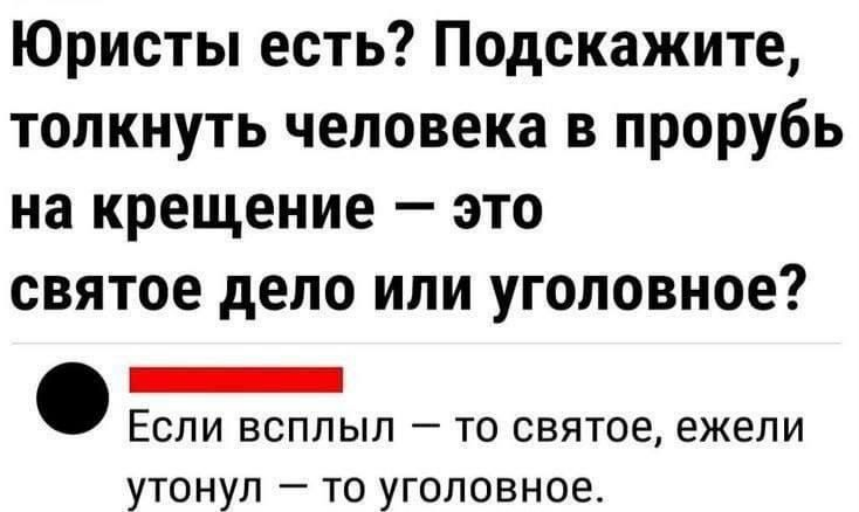 Юристы есть? Подскажите,
толкнуть человека в прорубь
на крещение — это
святое дело или уголовное?
Если всплыл — то святое, ежели
утонул — то уголовное.